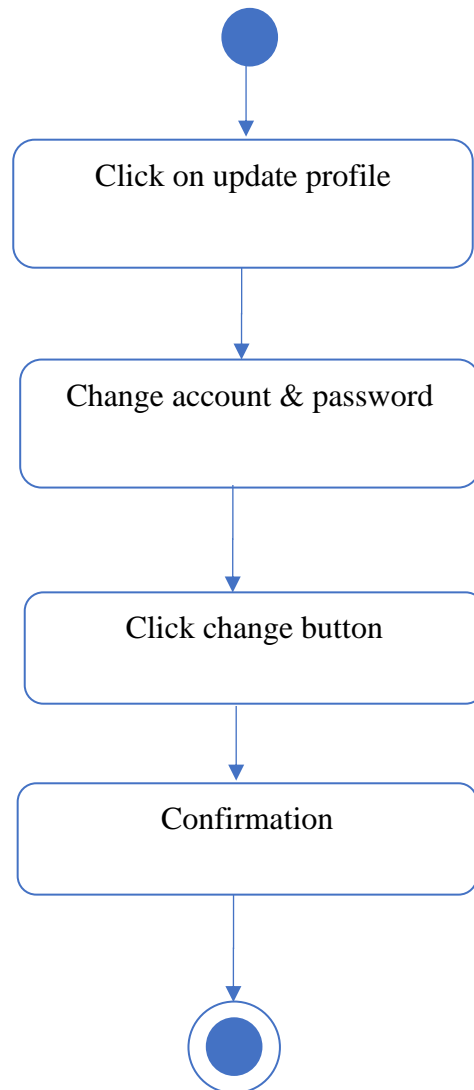 Click on update profile
Change account & password
Click change button
Confirmation